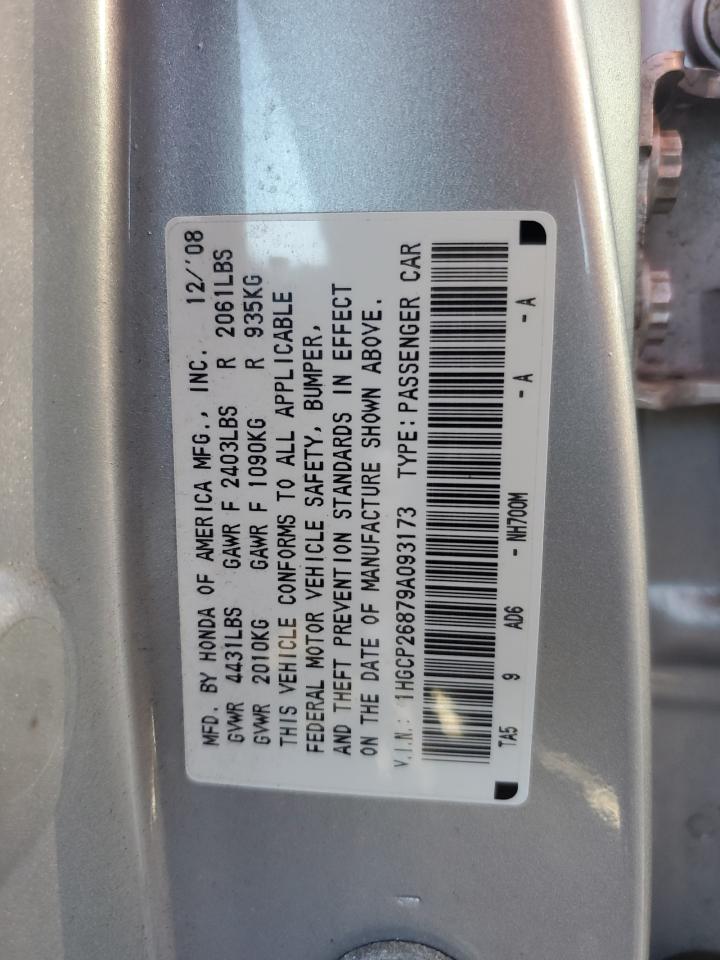 MFD. BY HONDA OF AMERICA MFG., INC. 12/'08
GVWR 4431LBS GAWR F 2403LBS R 2061LBS
GVWR 2010KG GAWR F 1090KG R 935KG
THIS VEHICLE CONFORMS TO ALL APPLICABLE
FEDERAL MOTOR VEHICLE SAFETY, BUMPER,
AND THEFT PREVENTION STANDARDS IN EFFECT
ON THE DATE OF MANUFACTURE SHOWN ABOVE.
V.I.N.: 1HGCP26879A093173 TYPE: PASSENGER CAR
TA5 9 AD6 - NH700M - A - A